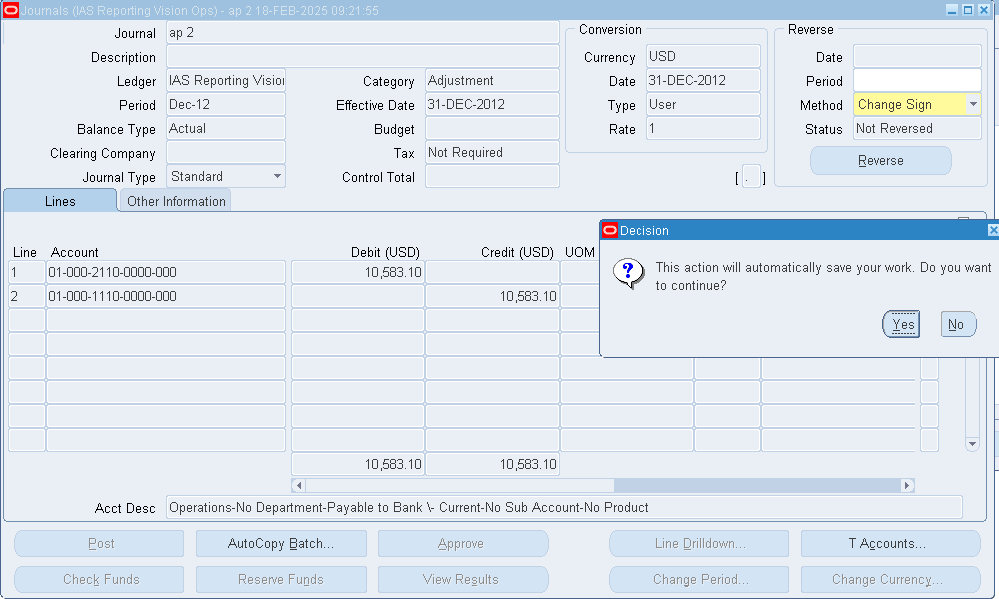 Journals (IAS Reporting Vision Ops) - ap 2 18-FEB-2025 09:21:55
Journal ap 2
Description
Ledger IAS Reporting Vision Category Adjustment
Period Dec-12 Effective Date 31-DEC-2012
Balance Type Actual Budget
Clearing Company Tax Not Required
Journal Type Standard Control Total
Conversion
Currency USD
Date 31-DEC-2012
Type User
Rate 1
Reverse
Date
Period
Method Change Sign
Status Not Reversed
Reverse
[ . ]
Lines Other Information
Line Account Debit (USD) Credit (USD) UOM
1 01-000-2110-0000-000 10,583.10
2 01-000-1110-0000-000 10,583.10
10,583.10 10,583.10
Acct Desc Operations-No Department-Payable to Bank \- Current-No Sub Account-No Product
Decision
This action will automatically save your work. Do you want
to continue?
Yes No
Post AutoCopy Batch... Approve Line Drilldown... T Accounts...
Check Funds Reserve Funds View Results Change Period... Change Currency...